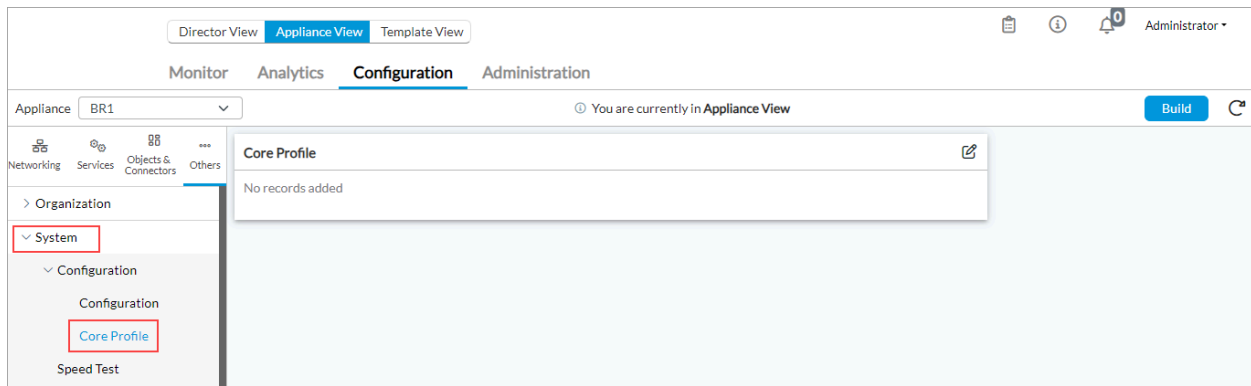 Director View Appliance View Template View
0
Administrator
Monitor Analytics Configuration Administration
Appliance BR1
You are currently in Appliance View
Build
Networking Services Objects & Connectors Others
Core Profile
No records added
Organization
System
Configuration
Configuration
Core Profile
Speed Test